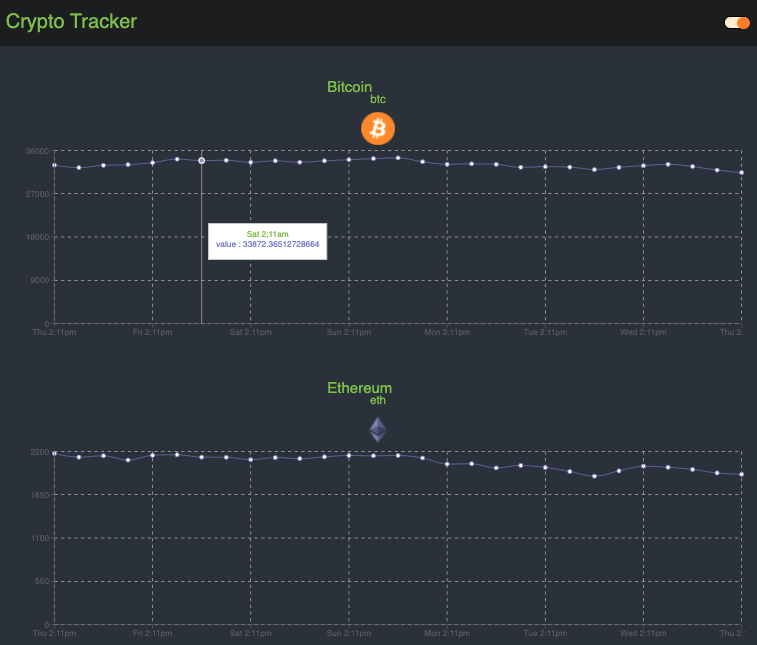 Crypto Tracker
Bitcoin
btc
36000
27000
18000
9000
0
Sat 2:11am
value : 33872.36512728664
Thu 2:11pm Fri 2:11pm Sat 2:11pm Sun 2:11pm Mon 2:11pm Tue 2:11pm Wed 2:11pm Thu 2:
Ethereum
eth
2200
1650
1100
550
0
Thu 2:11pm Fri 2:11pm Sat 2:11pm Sun 2:11pm Mon 2:11pm Tue 2:11pm Wed 2:11pm Thu 2: